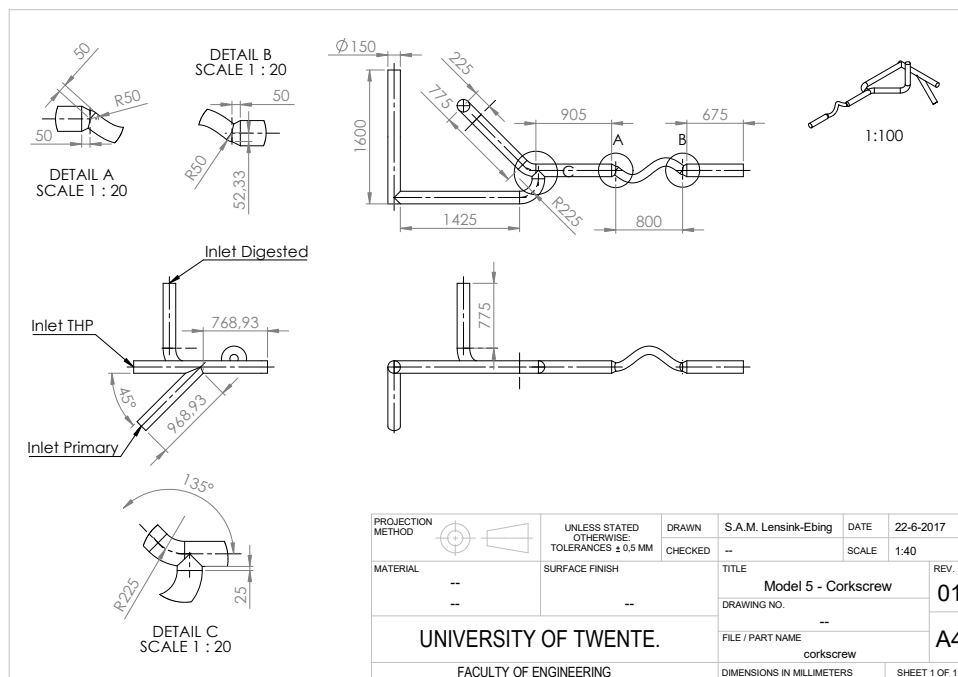 50
R50
50
DETAIL A
SCALE 1 : 20
DETAIL B
SCALE 1 : 20
50
R50
52,33
Ø150
1600
225
775
905
A
B
675
C
R225
1425
800
1:100
Inlet Digested
Inlet THP
768,93
45°
968,93
Inlet Primary
775
135°
R225
25
DETAIL C
SCALE 1 : 20
PROJECTION
METHOD
UNLESS STATED
OTHERWISE:
TOLERANCES ± 0,5 MM
DRAWN
S.A.M. Lensink-Ebing
DATE
22-6-2017
CHECKED
--
SCALE
1:40
MATERIAL
--
--
SURFACE FINISH
--
TITLE
Model 5 - Corkscrew
REV.
01
DRAWING NO.
--
UNIVERSITY OF TWENTE.
FILE / PART NAME
corkscrew
A4
FACULTY OF ENGINEERING
DIMENSIONS IN MILLIMETERS
SHEET 1 OF 1